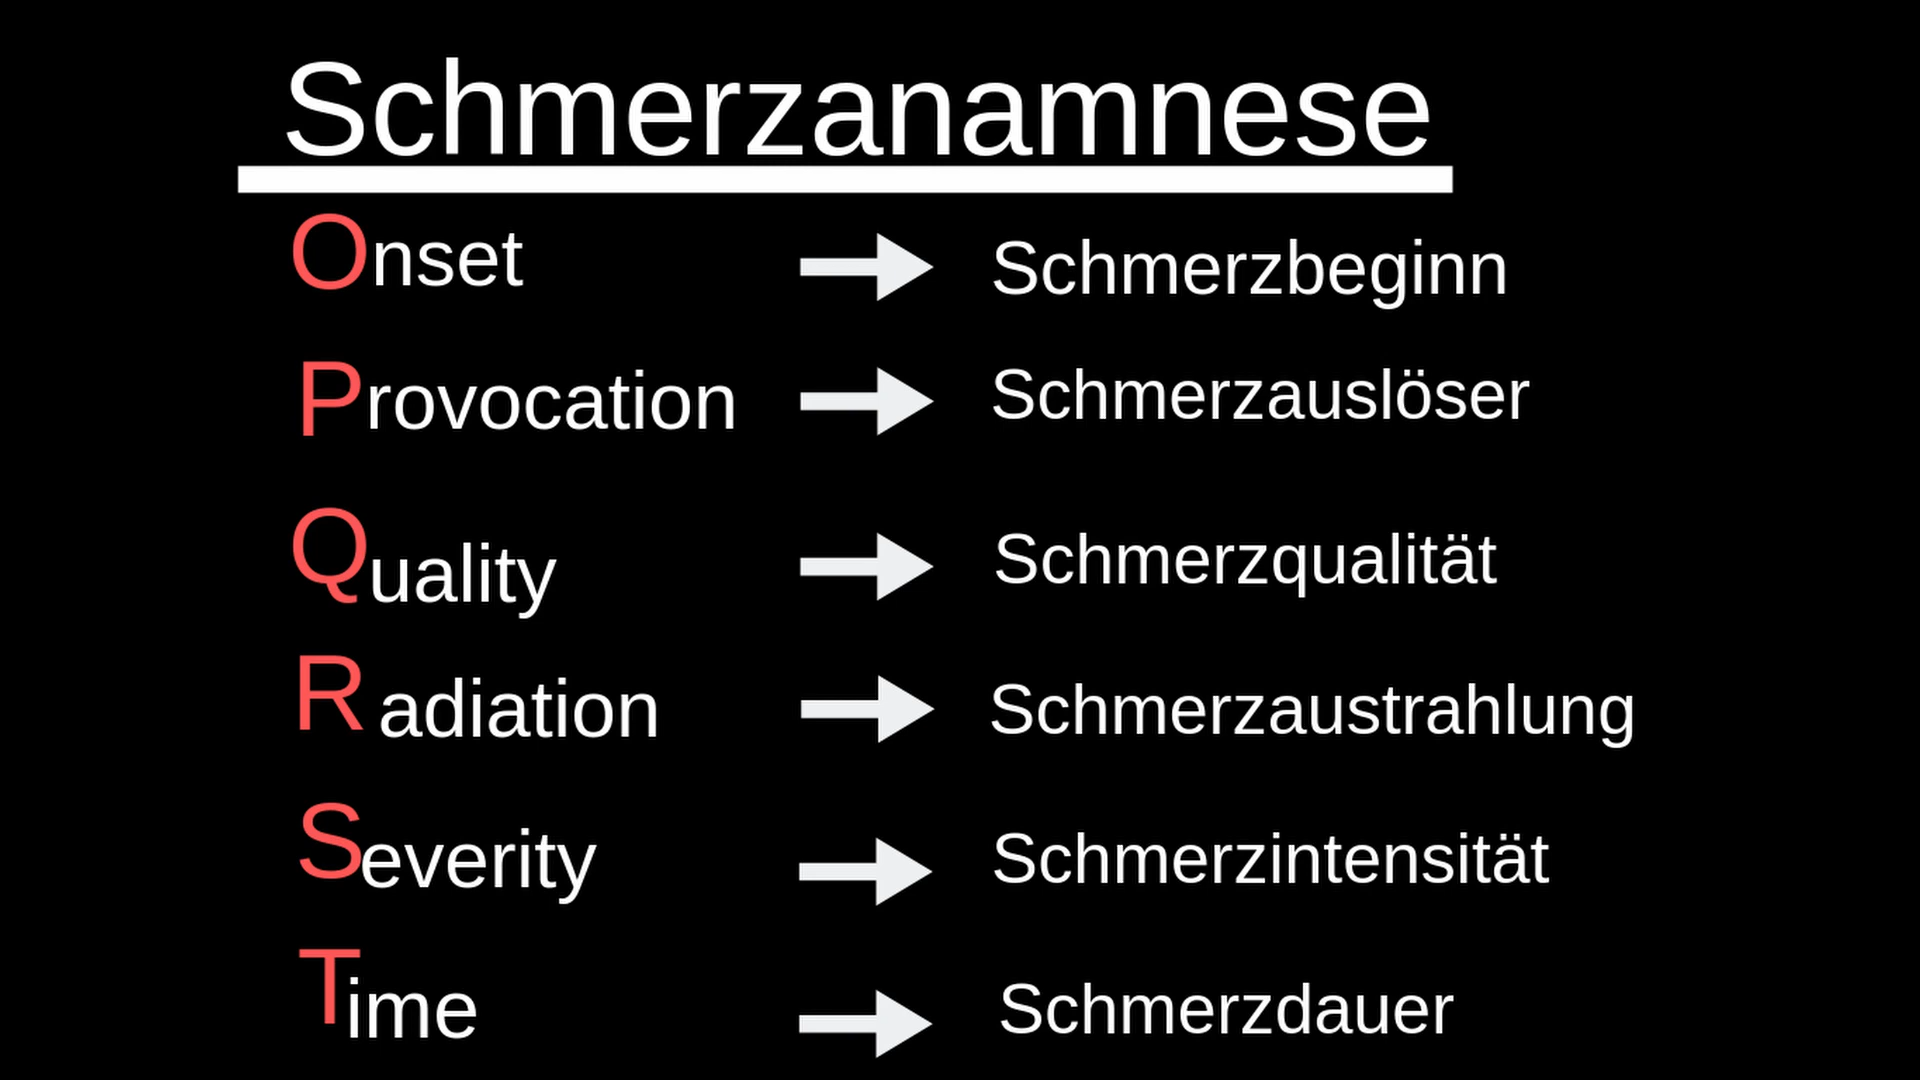 Schmerzanamnese
Onset → Schmerzbeginn
Provocation → Schmerzauslöser
Quality → Schmerzqualität
Radiation → Schmerzaustrahlung
Severity → Schmerzintensität
Time → Schmerzdauer